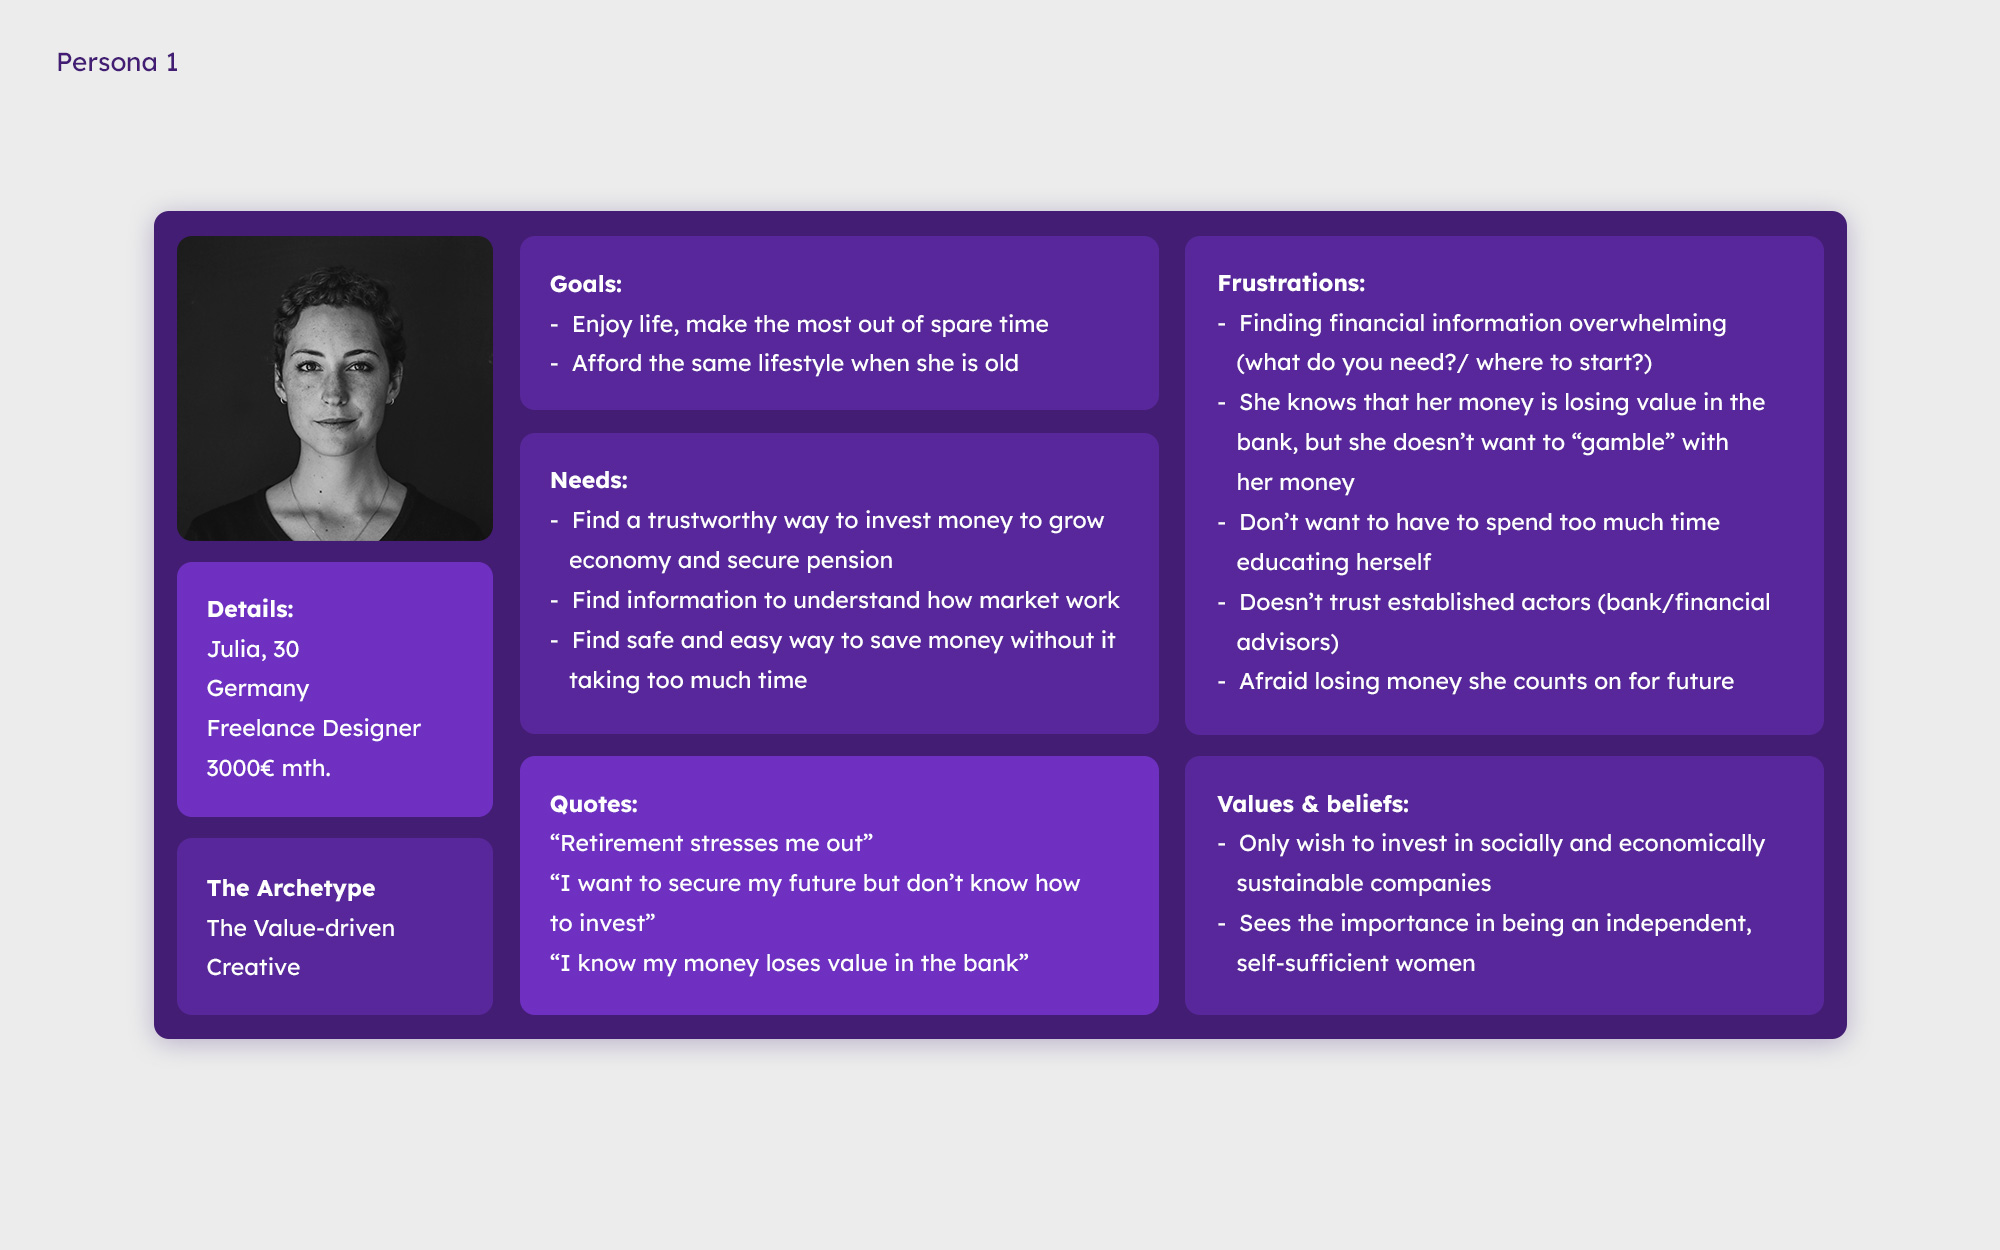 Persona 1
Details:
Julia, 30
Germany
Freelance Designer
3000€ mth.
The Archetype
The Value-driven
Creative
Goals:
- Enjoy life, make the most out of spare time
- Afford the same lifestyle when she is old
Needs:
- Find a trustworthy way to invest money to grow
economy and secure pension
- Find information to understand how market work
- Find safe and easy way to save money without it
taking too much time
Quotes:
“Retirement stresses me out”
“I want to secure my future but don’t know how
to invest”
“I know my money loses value in the bank”
Frustrations:
- Finding financial information overwhelming
(what do you need?/ where to start?)
- She knows that her money is losing value in the
bank, but she doesn’t want to “gamble” with
her money
- Don’t want to have to spend too much time
educating herself
- Doesn’t trust established actors (bank/financial
advisors)
- Afraid losing money she counts on for future
Values & beliefs:
- Only wish to invest in socially and economically
sustainable companies
- Sees the importance in being an independent,
self-sufficient women